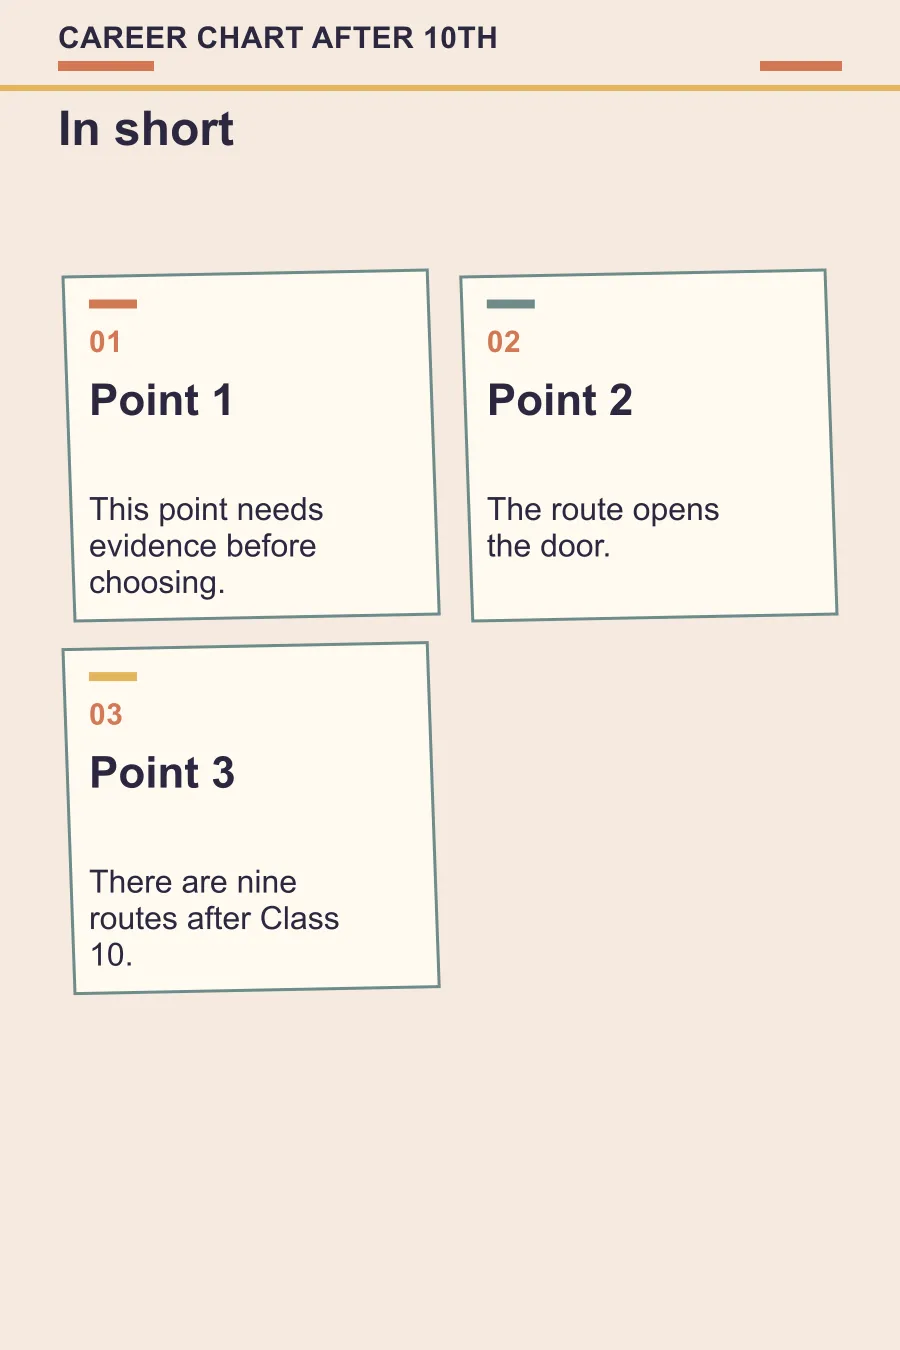 CAREER CHART AFTER 10TH
In short
01
Point 1
This point needs
evidence before
choosing.
02
Point 2
The route opens
the door.
03
Point 3
There are nine
routes after Class
10.